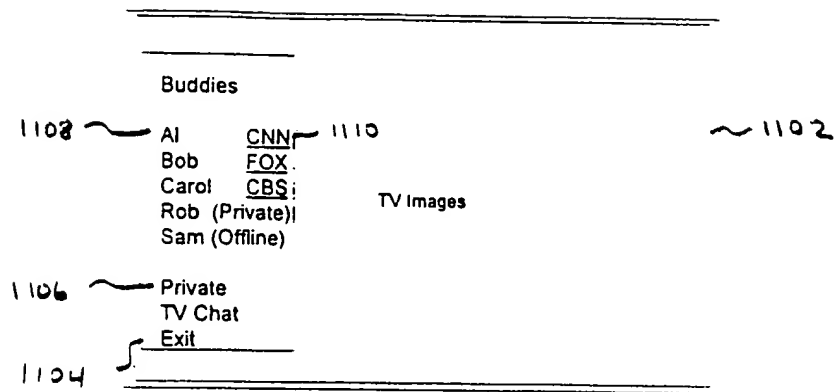 Buddies
1108 Al CNN 1110 1102
Bob FOX
Carol CBS
TV Images
Rob (Private)
Sam (Offline)
1106 Private
TV Chat
Exit
1104